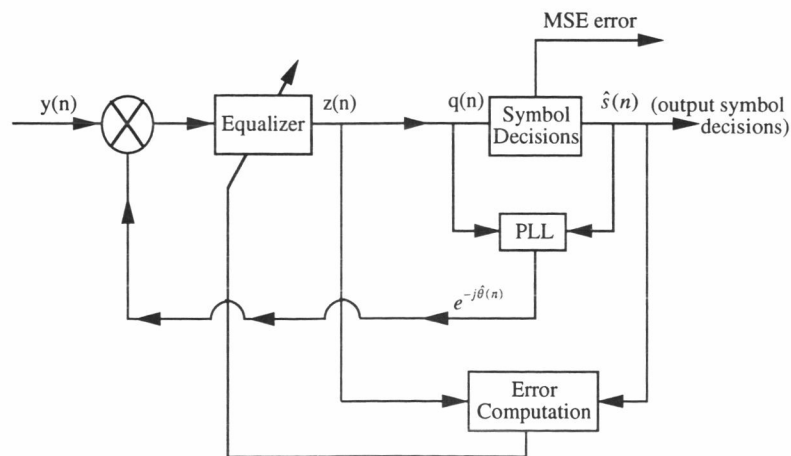 MSE error
y(n)
Equalizer
z(n)
q(n)
Symbol
Decisions
ŝ(n)
(output symbol
decisions)
PLL
e^{-jθ̂(n)}
Error
Computation